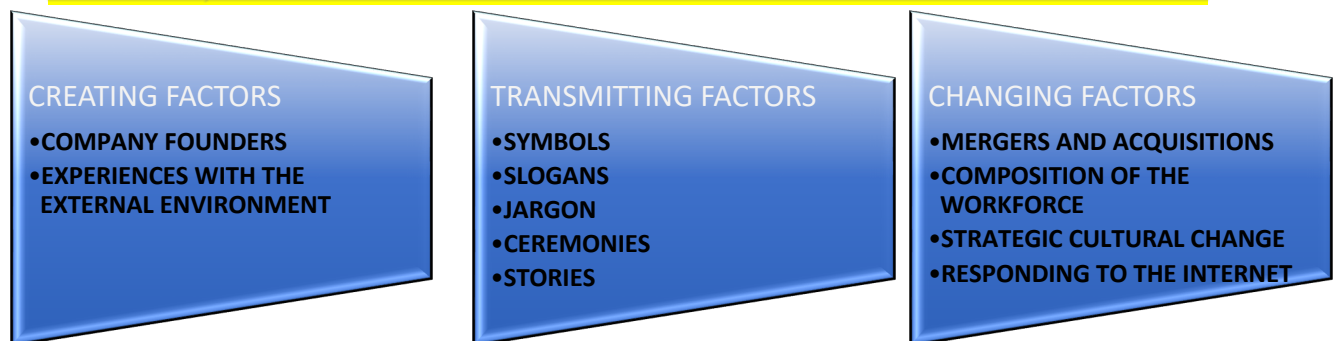 CREATING FACTORS
•COMPANY FOUNDERS
•EXPERIENCES WITH THE
EXTERNAL ENVIRONMENT
TRANSMITTING FACTORS
•SYMBOLS
•SLOGANS
•JARGON
•CEREMONIES
•STORIES
CHANGING FACTORS
•MERGERS AND ACQUISITIONS
•COMPOSITION OF THE
WORKFORCE
•STRATEGIC CULTURAL CHANGE
•RESPONDING TO THE INTERNET